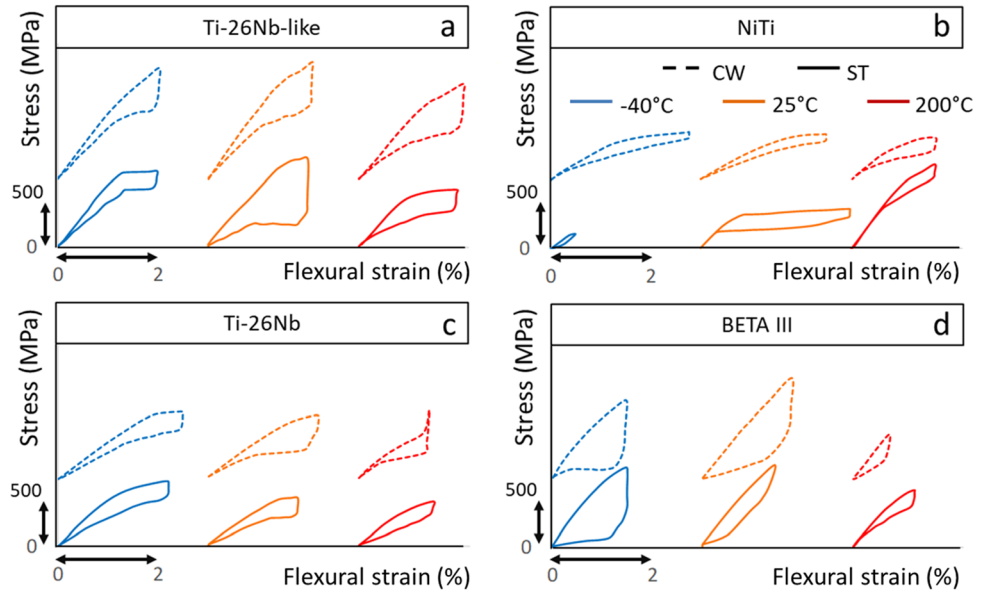 Ti-26Nb-like a
Stress (MPa)
500
0
0 2 Flexural strain (%)
NiTi b
CW ST
-40°C 25°C 200°C
Stress (MPa)
500
0
0 2 Flexural strain (%)
Ti-26Nb c
Stress (MPa)
500
0
0 2 Flexural strain (%)
BETA III d
Stress (MPa)
500
0
0 2 Flexural strain (%)